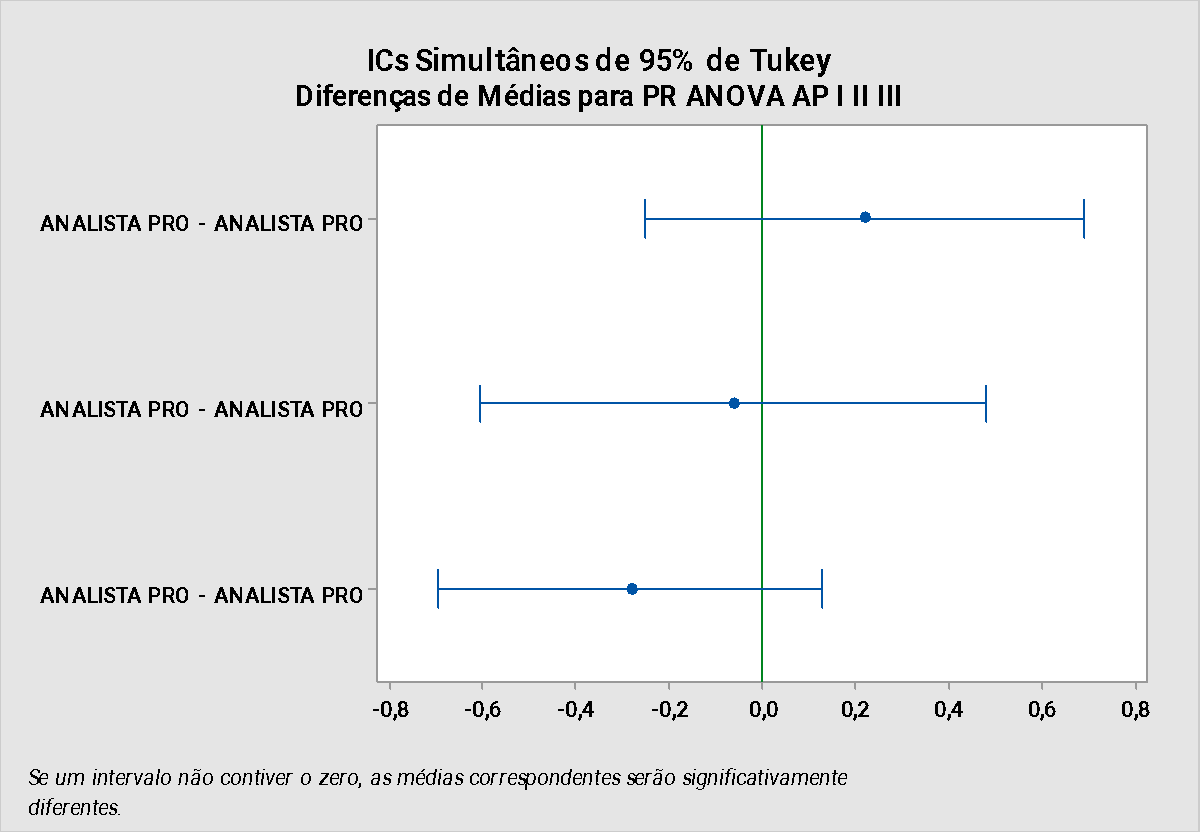 ICs Simultâneos de 95% de Tukey
Diferenças de Médias para PR ANOVA AP I II III
ANALISTA PRO - ANALISTA PRO
ANALISTA PRO - ANALISTA PRO
ANALISTA PRO - ANALISTA PRO
-0,8 -0,6 -0,4 -0,2 0,0 0,2 0,4 0,6 0,8
Se um intervalo não contiver o zero, as médias correspondentes serão significativamente
diferentes.